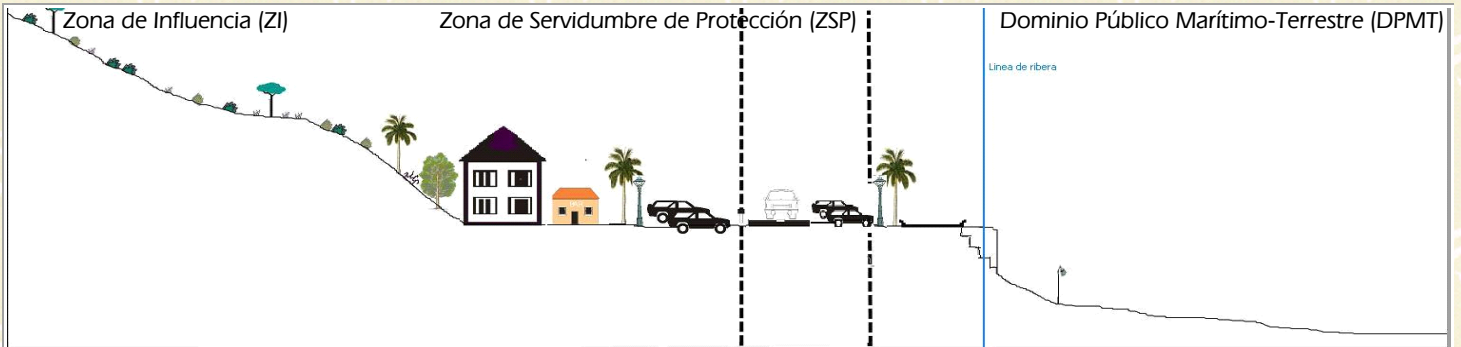 Zona de Influencia (ZI)
Zona de Servidumbre de Protección (ZSP)
Dominio Público Marítimo-Terrestre (DPMT)
Linea de ribera